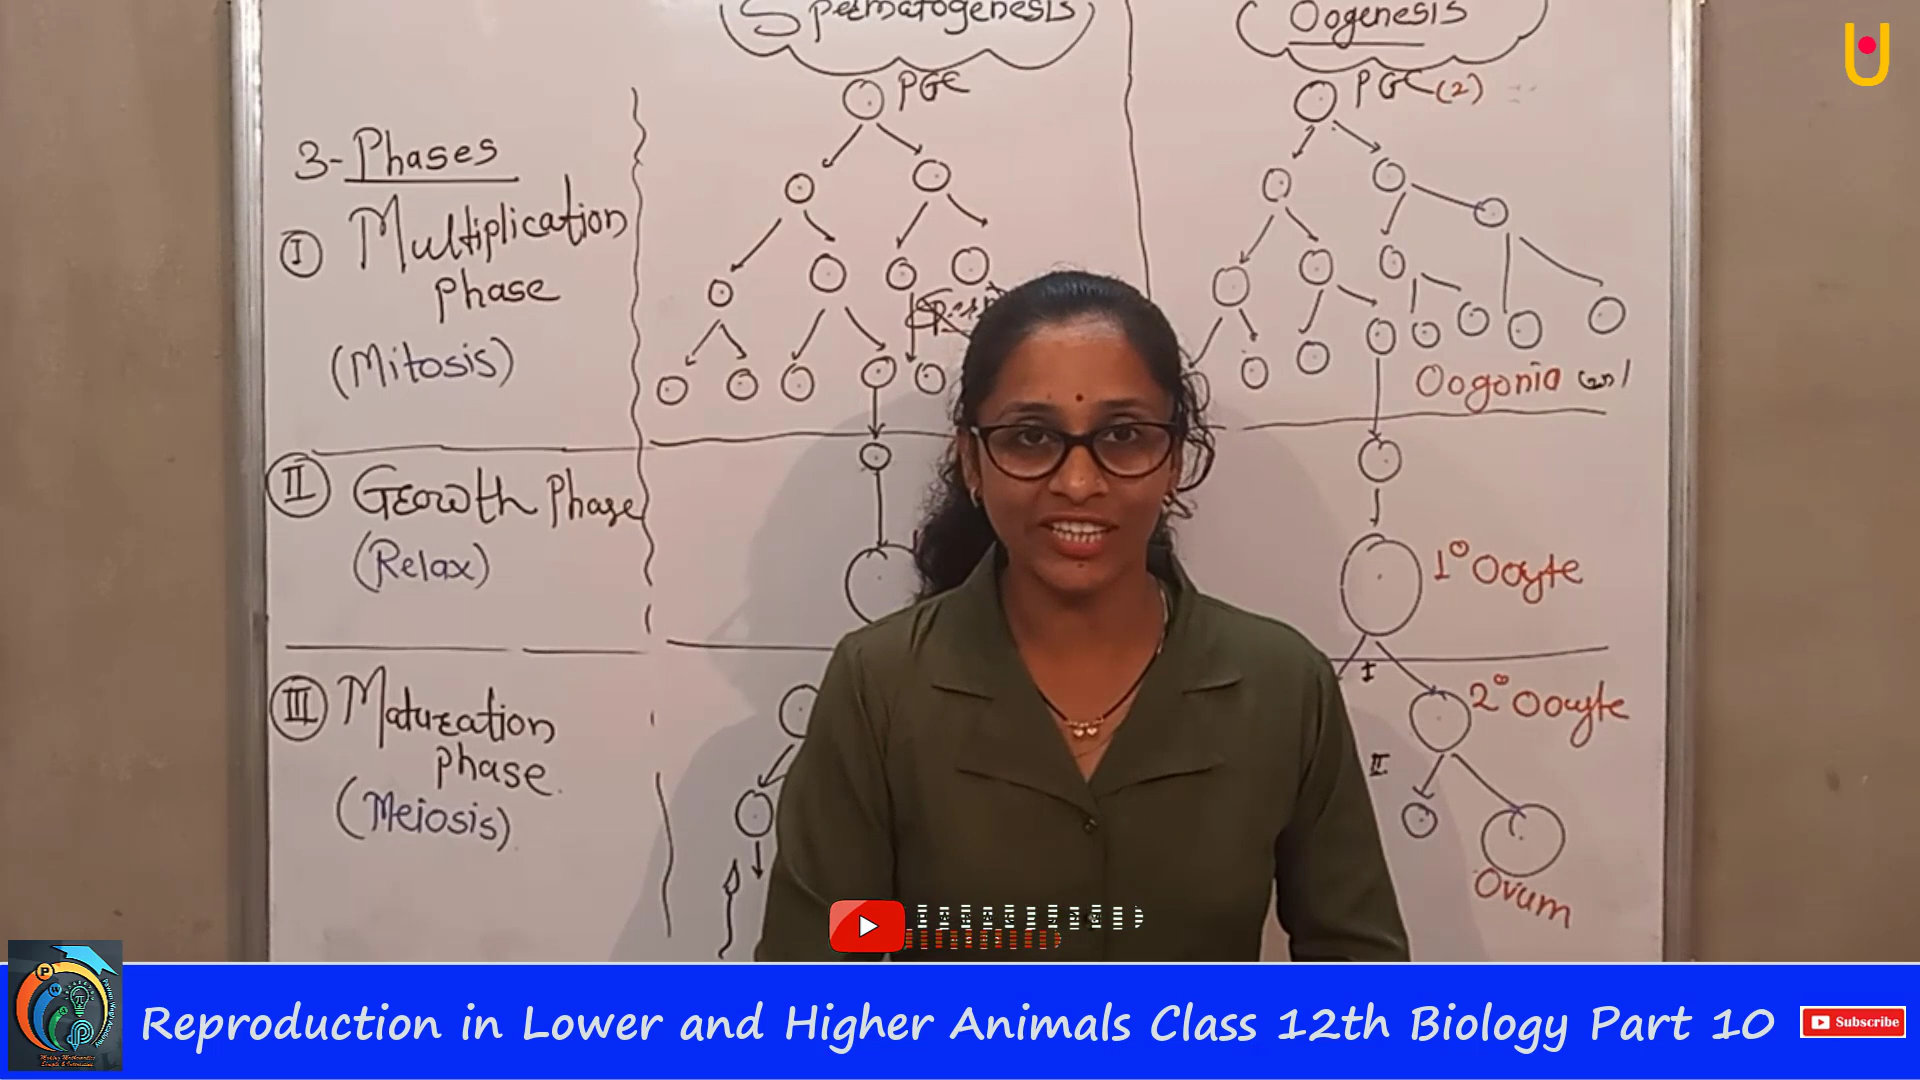 Spermatogenesis
Oogenesis
PGC
PGC (2)
3-Phases
I Multiplication
phase
(Mitosis)
Oogonia (2n)
II Growth Phase
(Relax)
1° Oocyte
III Maturation
phase.
(Meiosis)
I
2° Oocyte
II
Ovum
Reproduction in Lower and Higher Animals Class 12th Biology Part 10
Subscribe